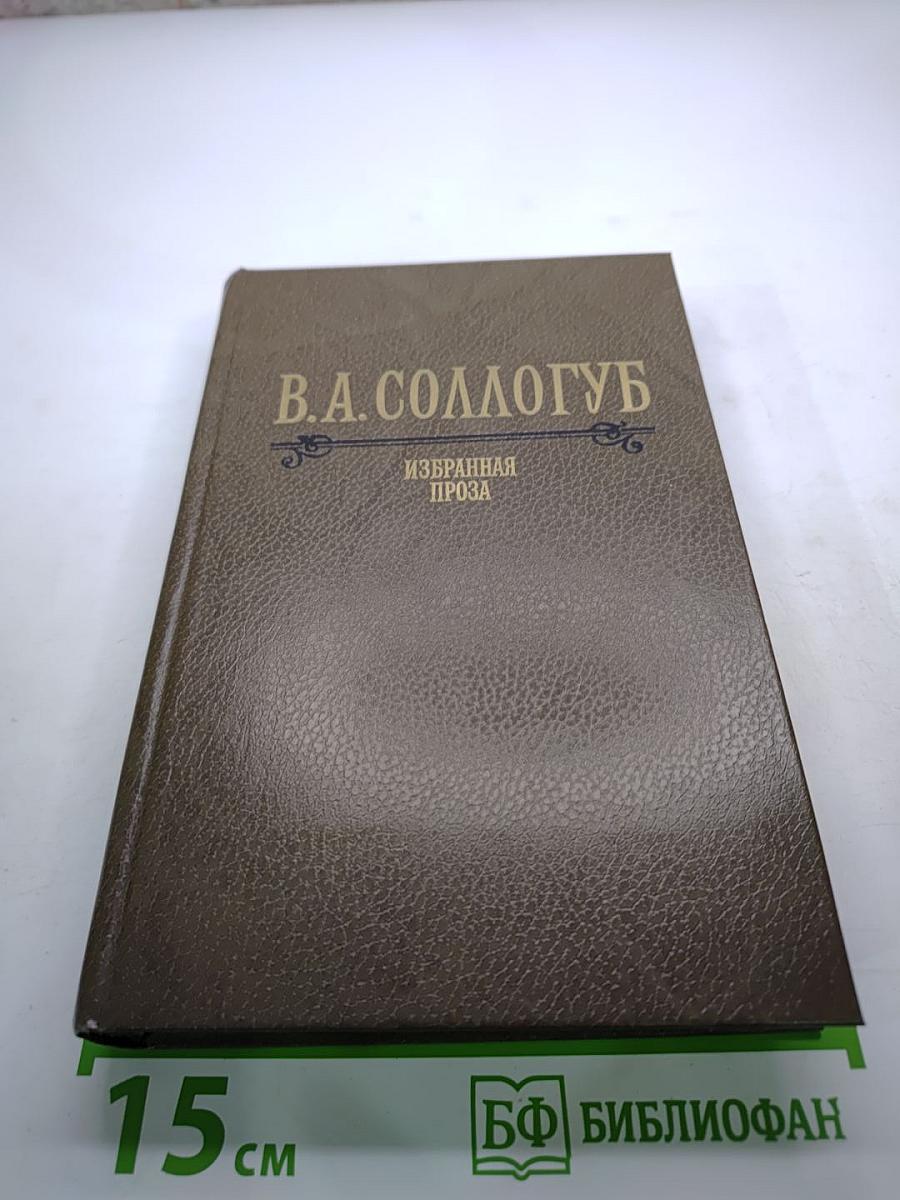 В.А.СОЛЛОГУБ
ИЗБРАННАЯ
ПРОЗА
15 см
БФ БИБЛИОФАН